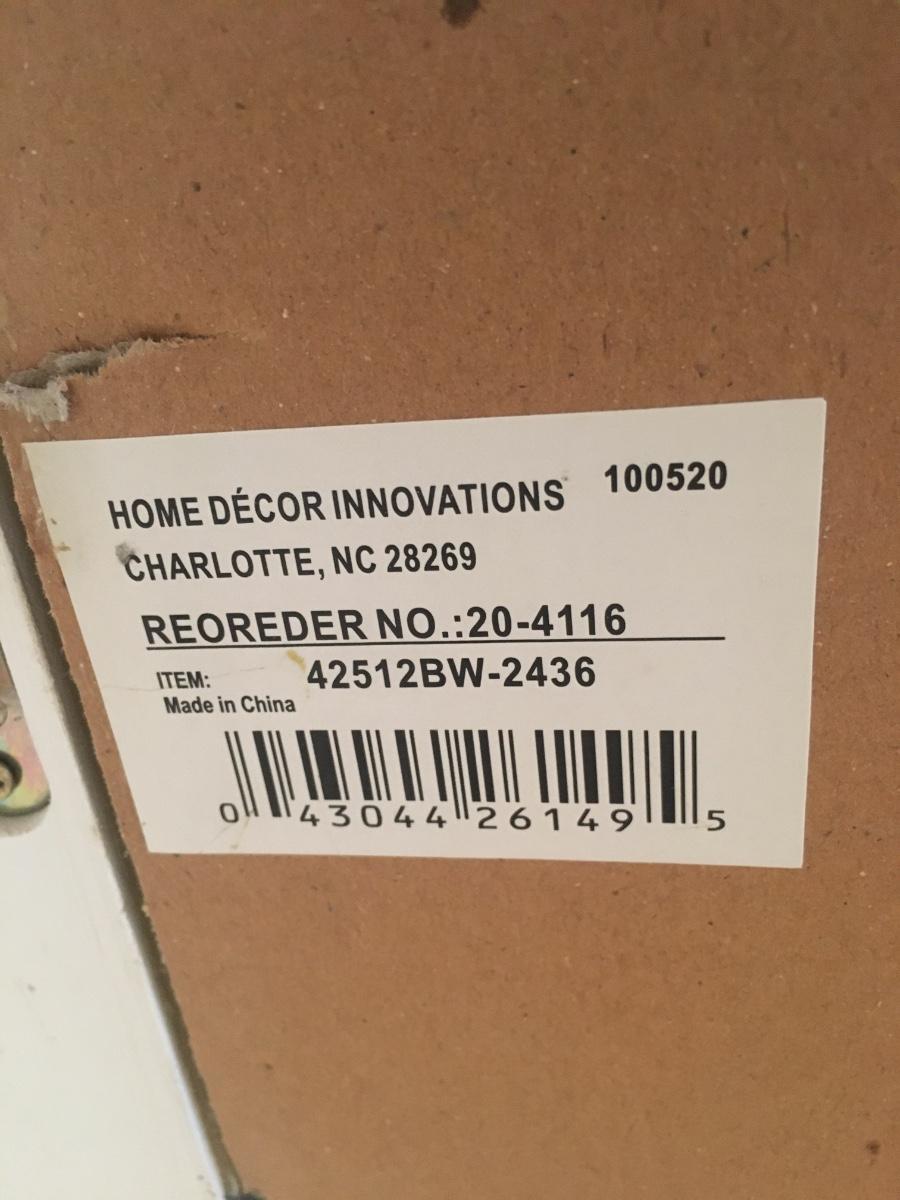 HOME DÉCOR INNOVATIONS 100520
CHARLOTTE, NC 28269
REOREDER NO.:20-4116
ITEM: 42512BW-2436
Made in China
0 43044 26149 5